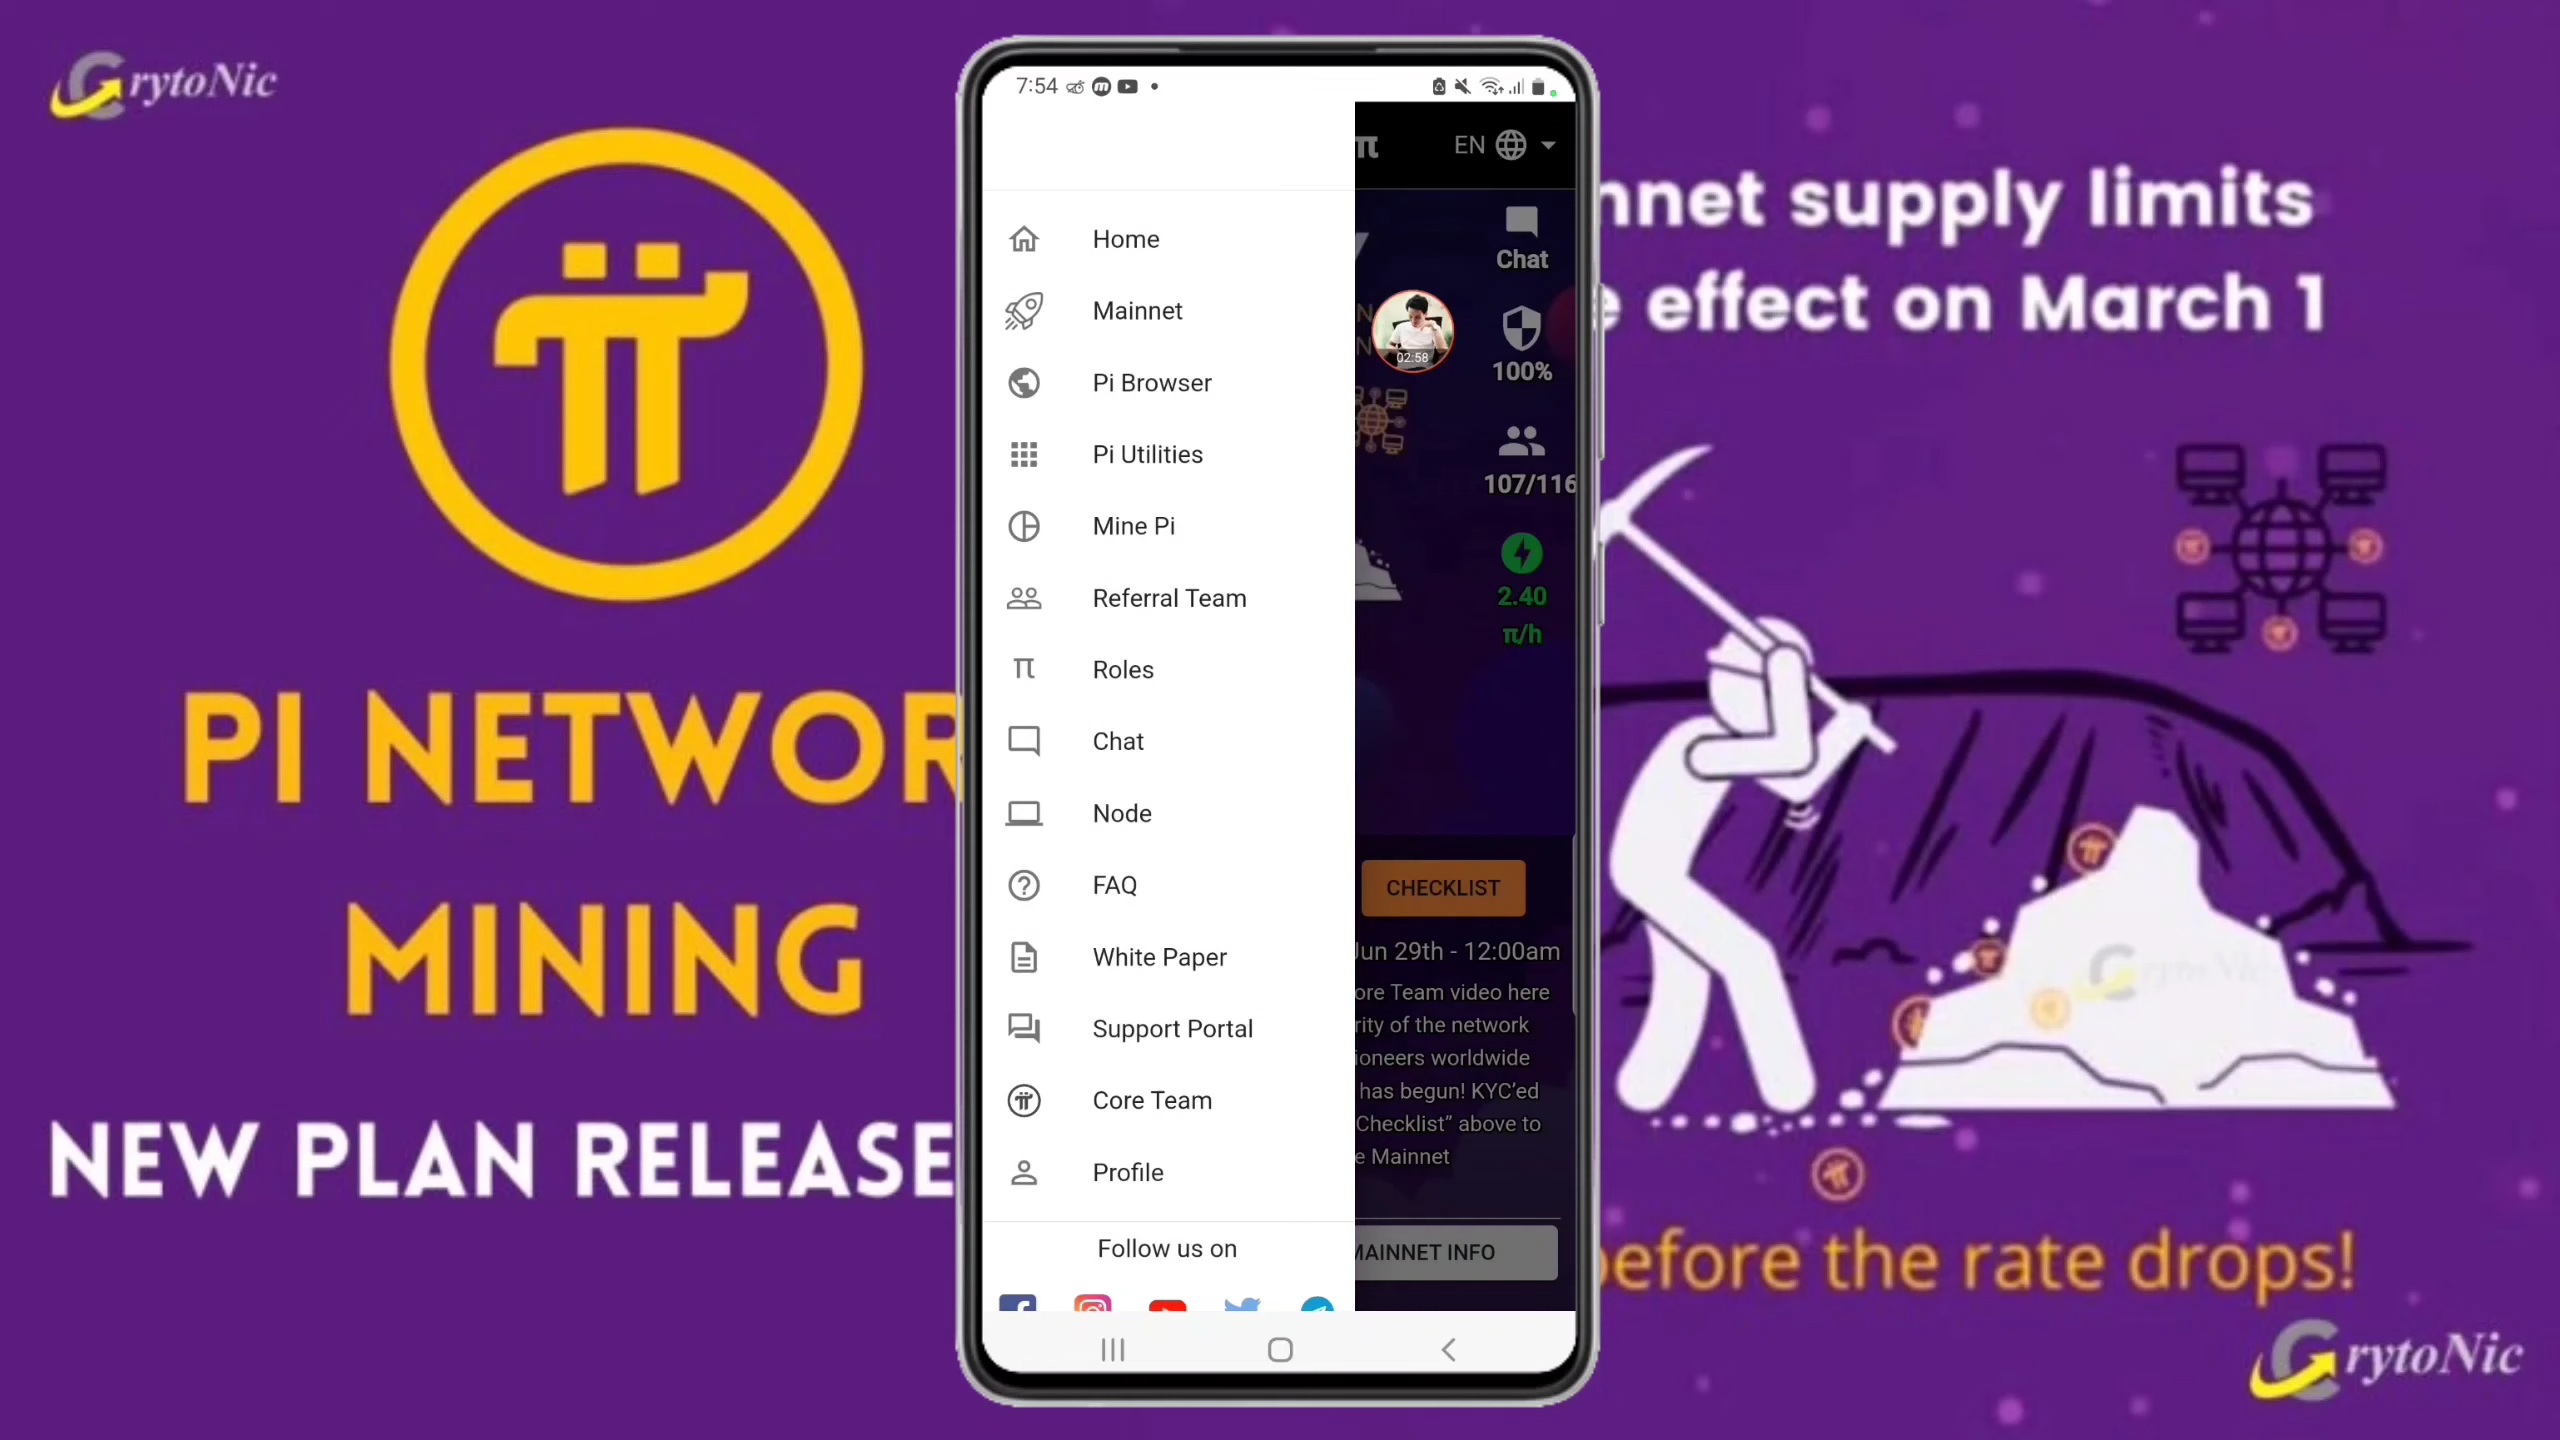 CrytoNic
PI NETWOR
MINING
NEW PLAN RELEASE
7:54
Home
Mainnet
Pi Browser
Pi Utilities
Mine Pi
Referral Team
π Roles
Chat
Node
FAQ
White Paper
Support Portal
Core Team
Profile
Follow us on
π
EN
Chat
02:58
100%
107/116
2.40
π/h
CHECKLIST
Jun 29th - 12:00am
ore Team video here
rity of the network
ioneers worldwide
has begun! KYC’ed
Checklist” above to
e Mainnet
MAINNET INFO
nnet supply limits
e effect on March 1
before the rate drops!
CrytoNic